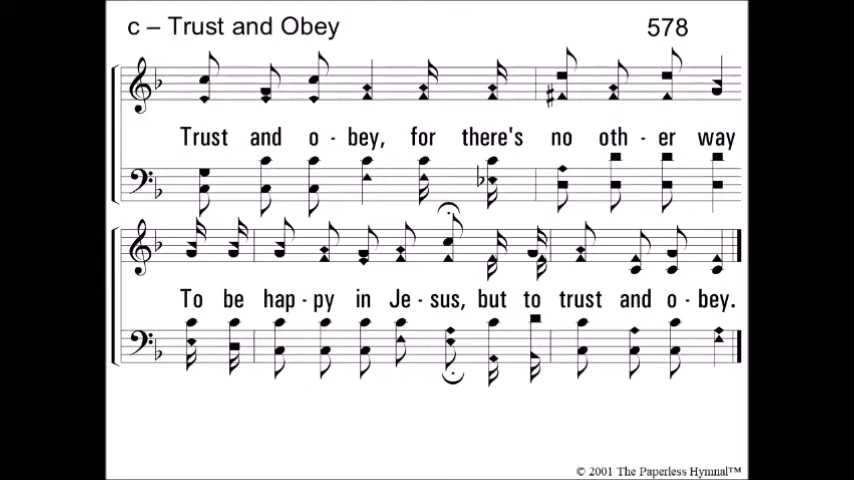 c – Trust and Obey 578
Trust and o - bey, for there's no oth - er way
To be hap - py in Je - sus, but to trust and o - bey.
© 2001 The Paperless Hymnal™